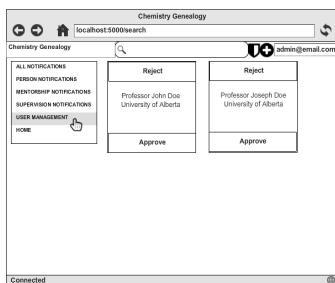 Chemistry Genealogy
localhost:5000/search
Chemistry Genealogy
admin@email.com
ALL NOTIFICATIONS
PERSON NOTIFICATIONS
MENTORSHIP NOTIFICATIONS
SUPERVISION NOTIFICATIONS
USER MANAGEMENT
HOME
Reject
Professor John Doe
University of Alberta
Approve
Reject
Professor Joseph Doe
University of Alberta
Approve
Connected